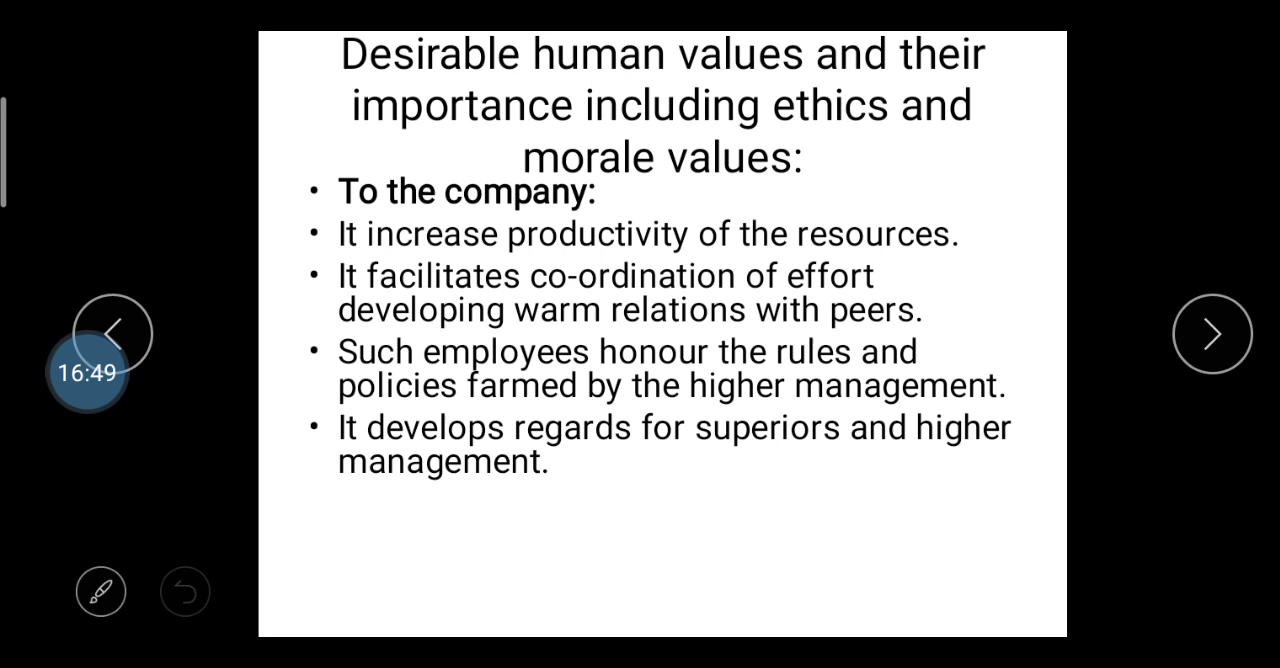 Desirable human values and their
importance including ethics and
morale values:
• To the company:
• It increase productivity of the resources.
• It facilitates co-ordination of effort
developing warm relations with peers.
• Such employees honour the rules and
policies farmed by the higher management.
• It develops regards for superiors and higher
management.
16:49